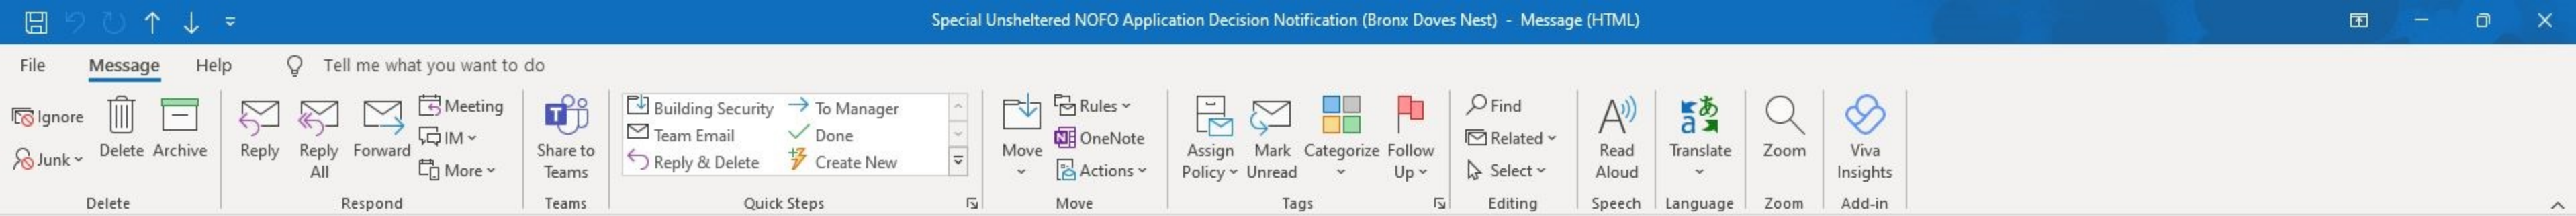 Special Unsheltered NOFO Application Decision Notification (Bronx Doves Nest) - Message (HTML)
File Message Help Tell me what you want to do
Ignore
Junk
Delete
Archive
Delete
Reply
Reply All
Forward
Meeting
IM
More
Respond
Share to Teams
Teams
Building Security
Team Email
Reply & Delete
To Manager
Done
Create New
Quick Steps
Move
Rules
OneNote
Actions
Move
Assign Policy
Mark Unread
Categorize
Follow Up
Tags
Find
Related
Select
Editing
Read Aloud
Speech
Translate
Language
Zoom
Zoom
Viva Insights
Add-in